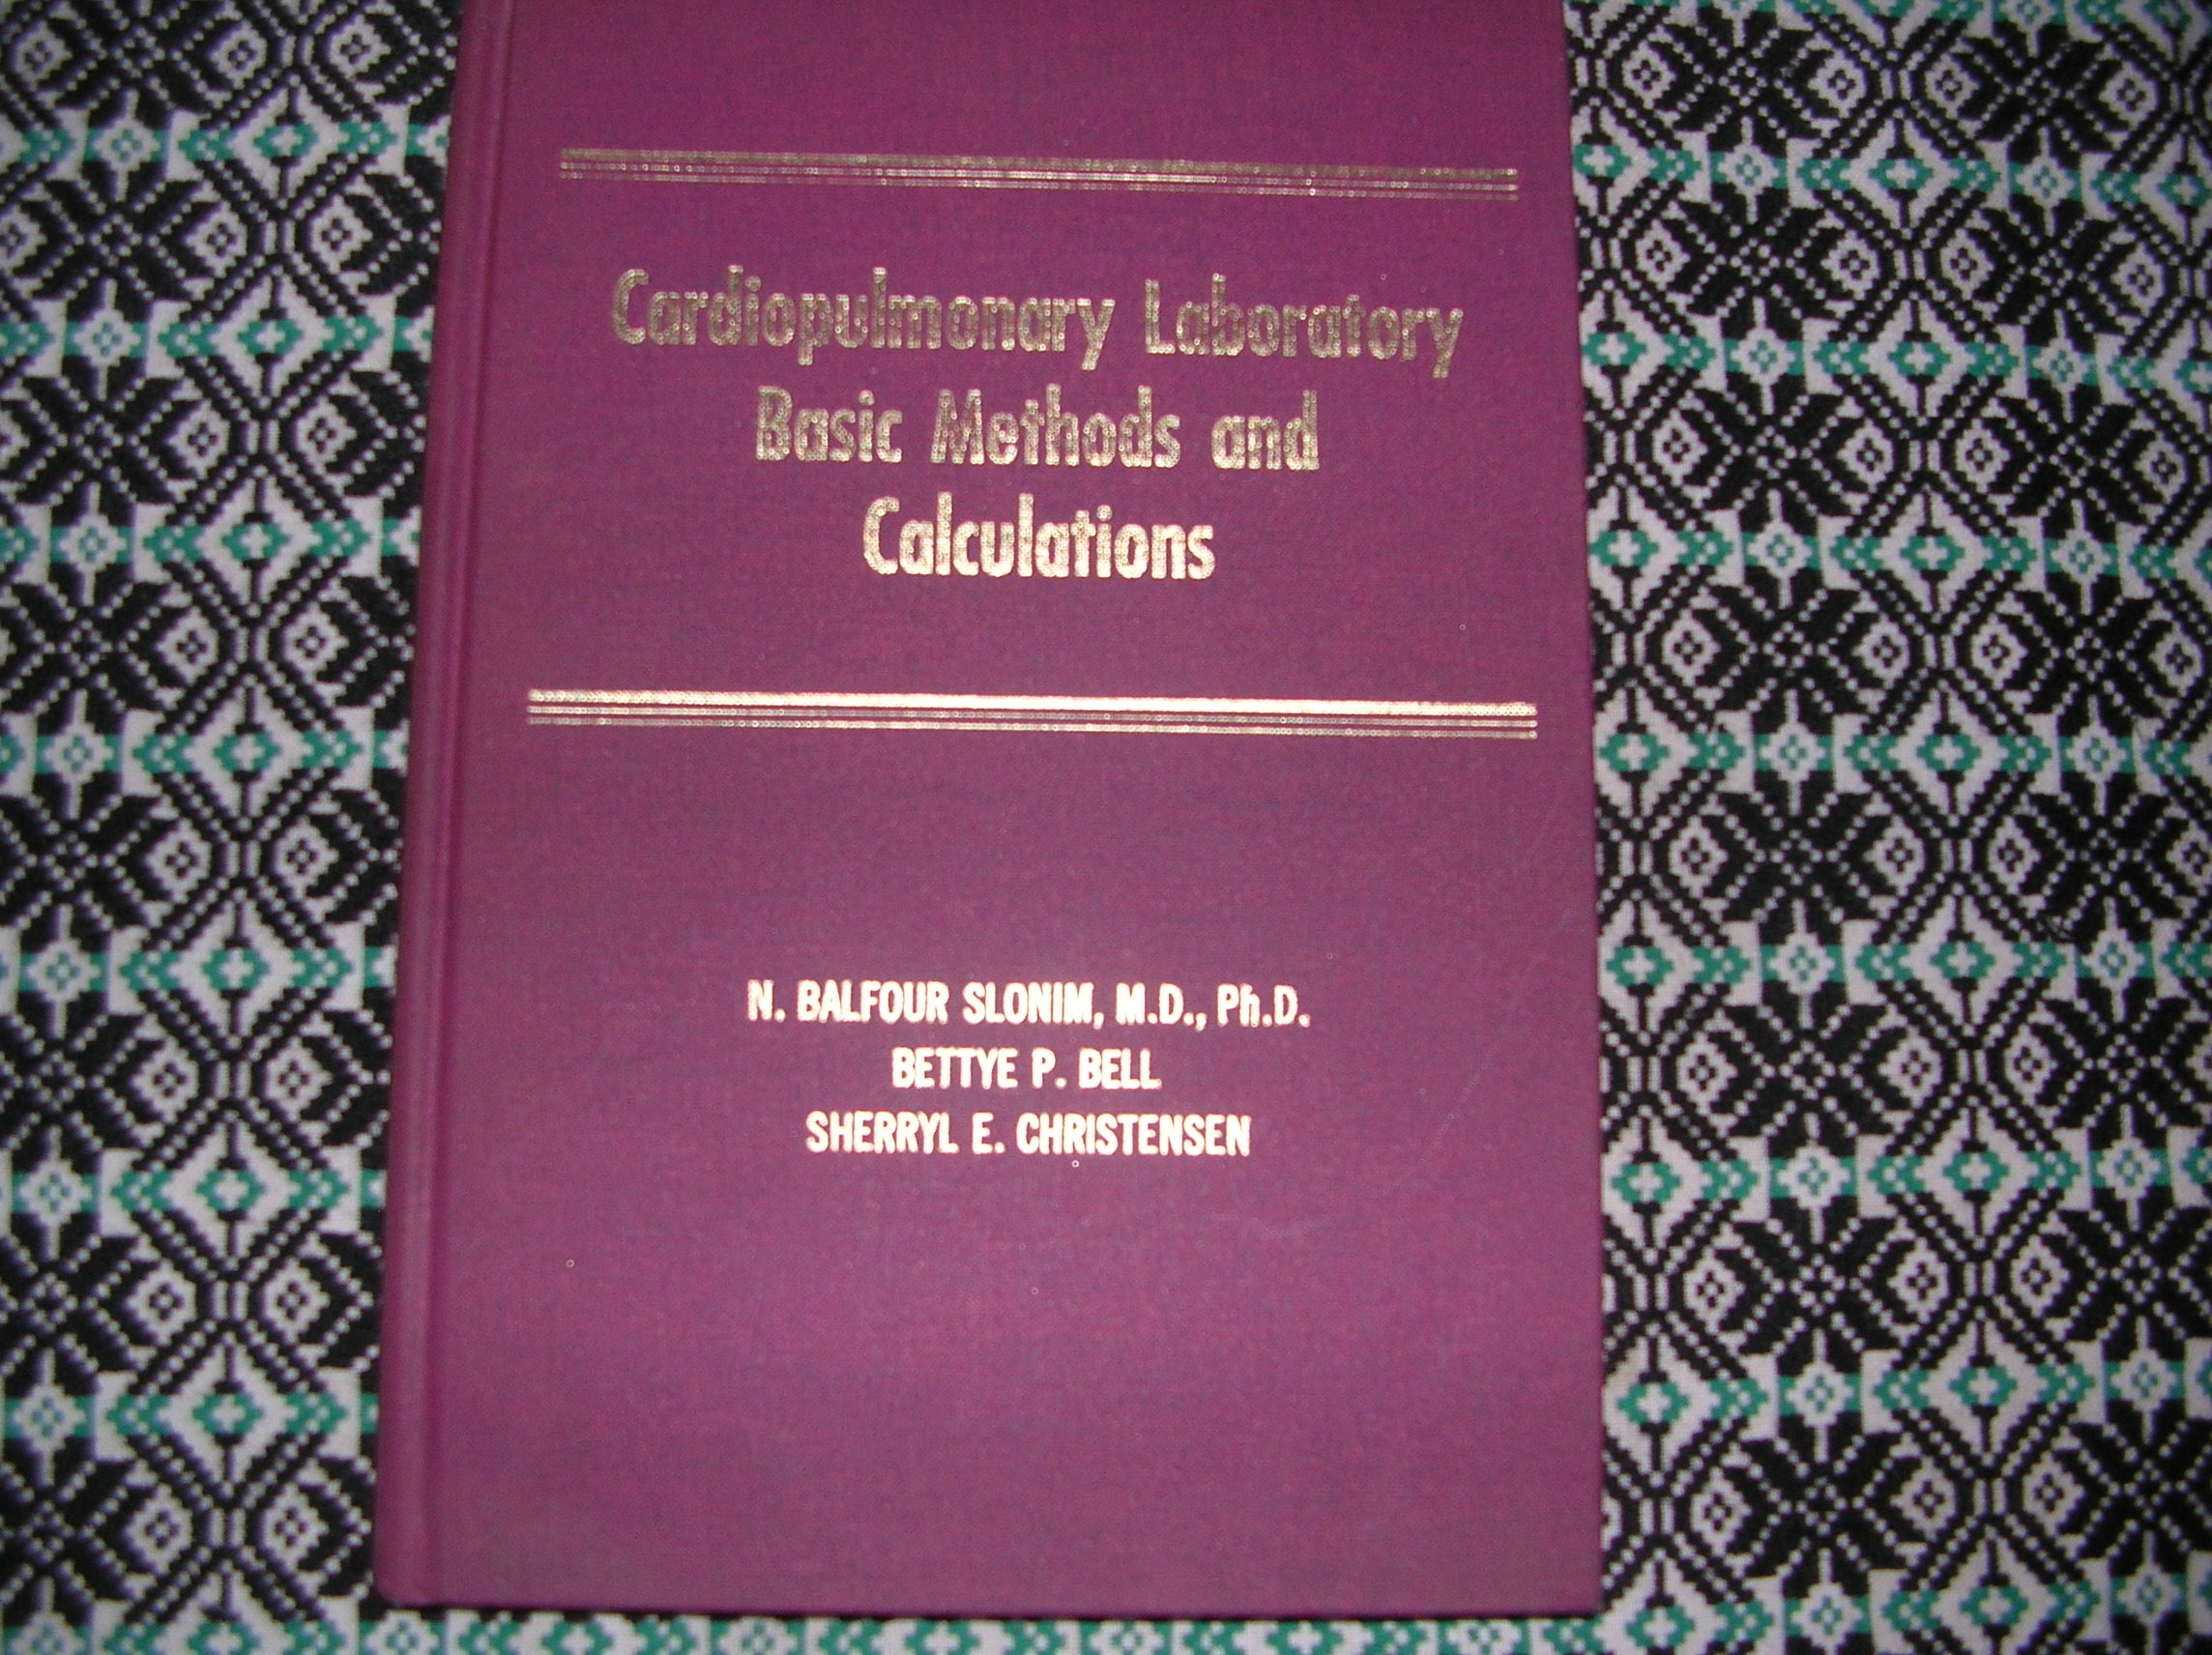 Cardiopulmonary Laboratory
Basic Methods and
Calculations
N. BALFOUR SLONIM, M.D., Ph.D.
BETTYE P. BELL
SHERRYL E. CHRISTENSEN